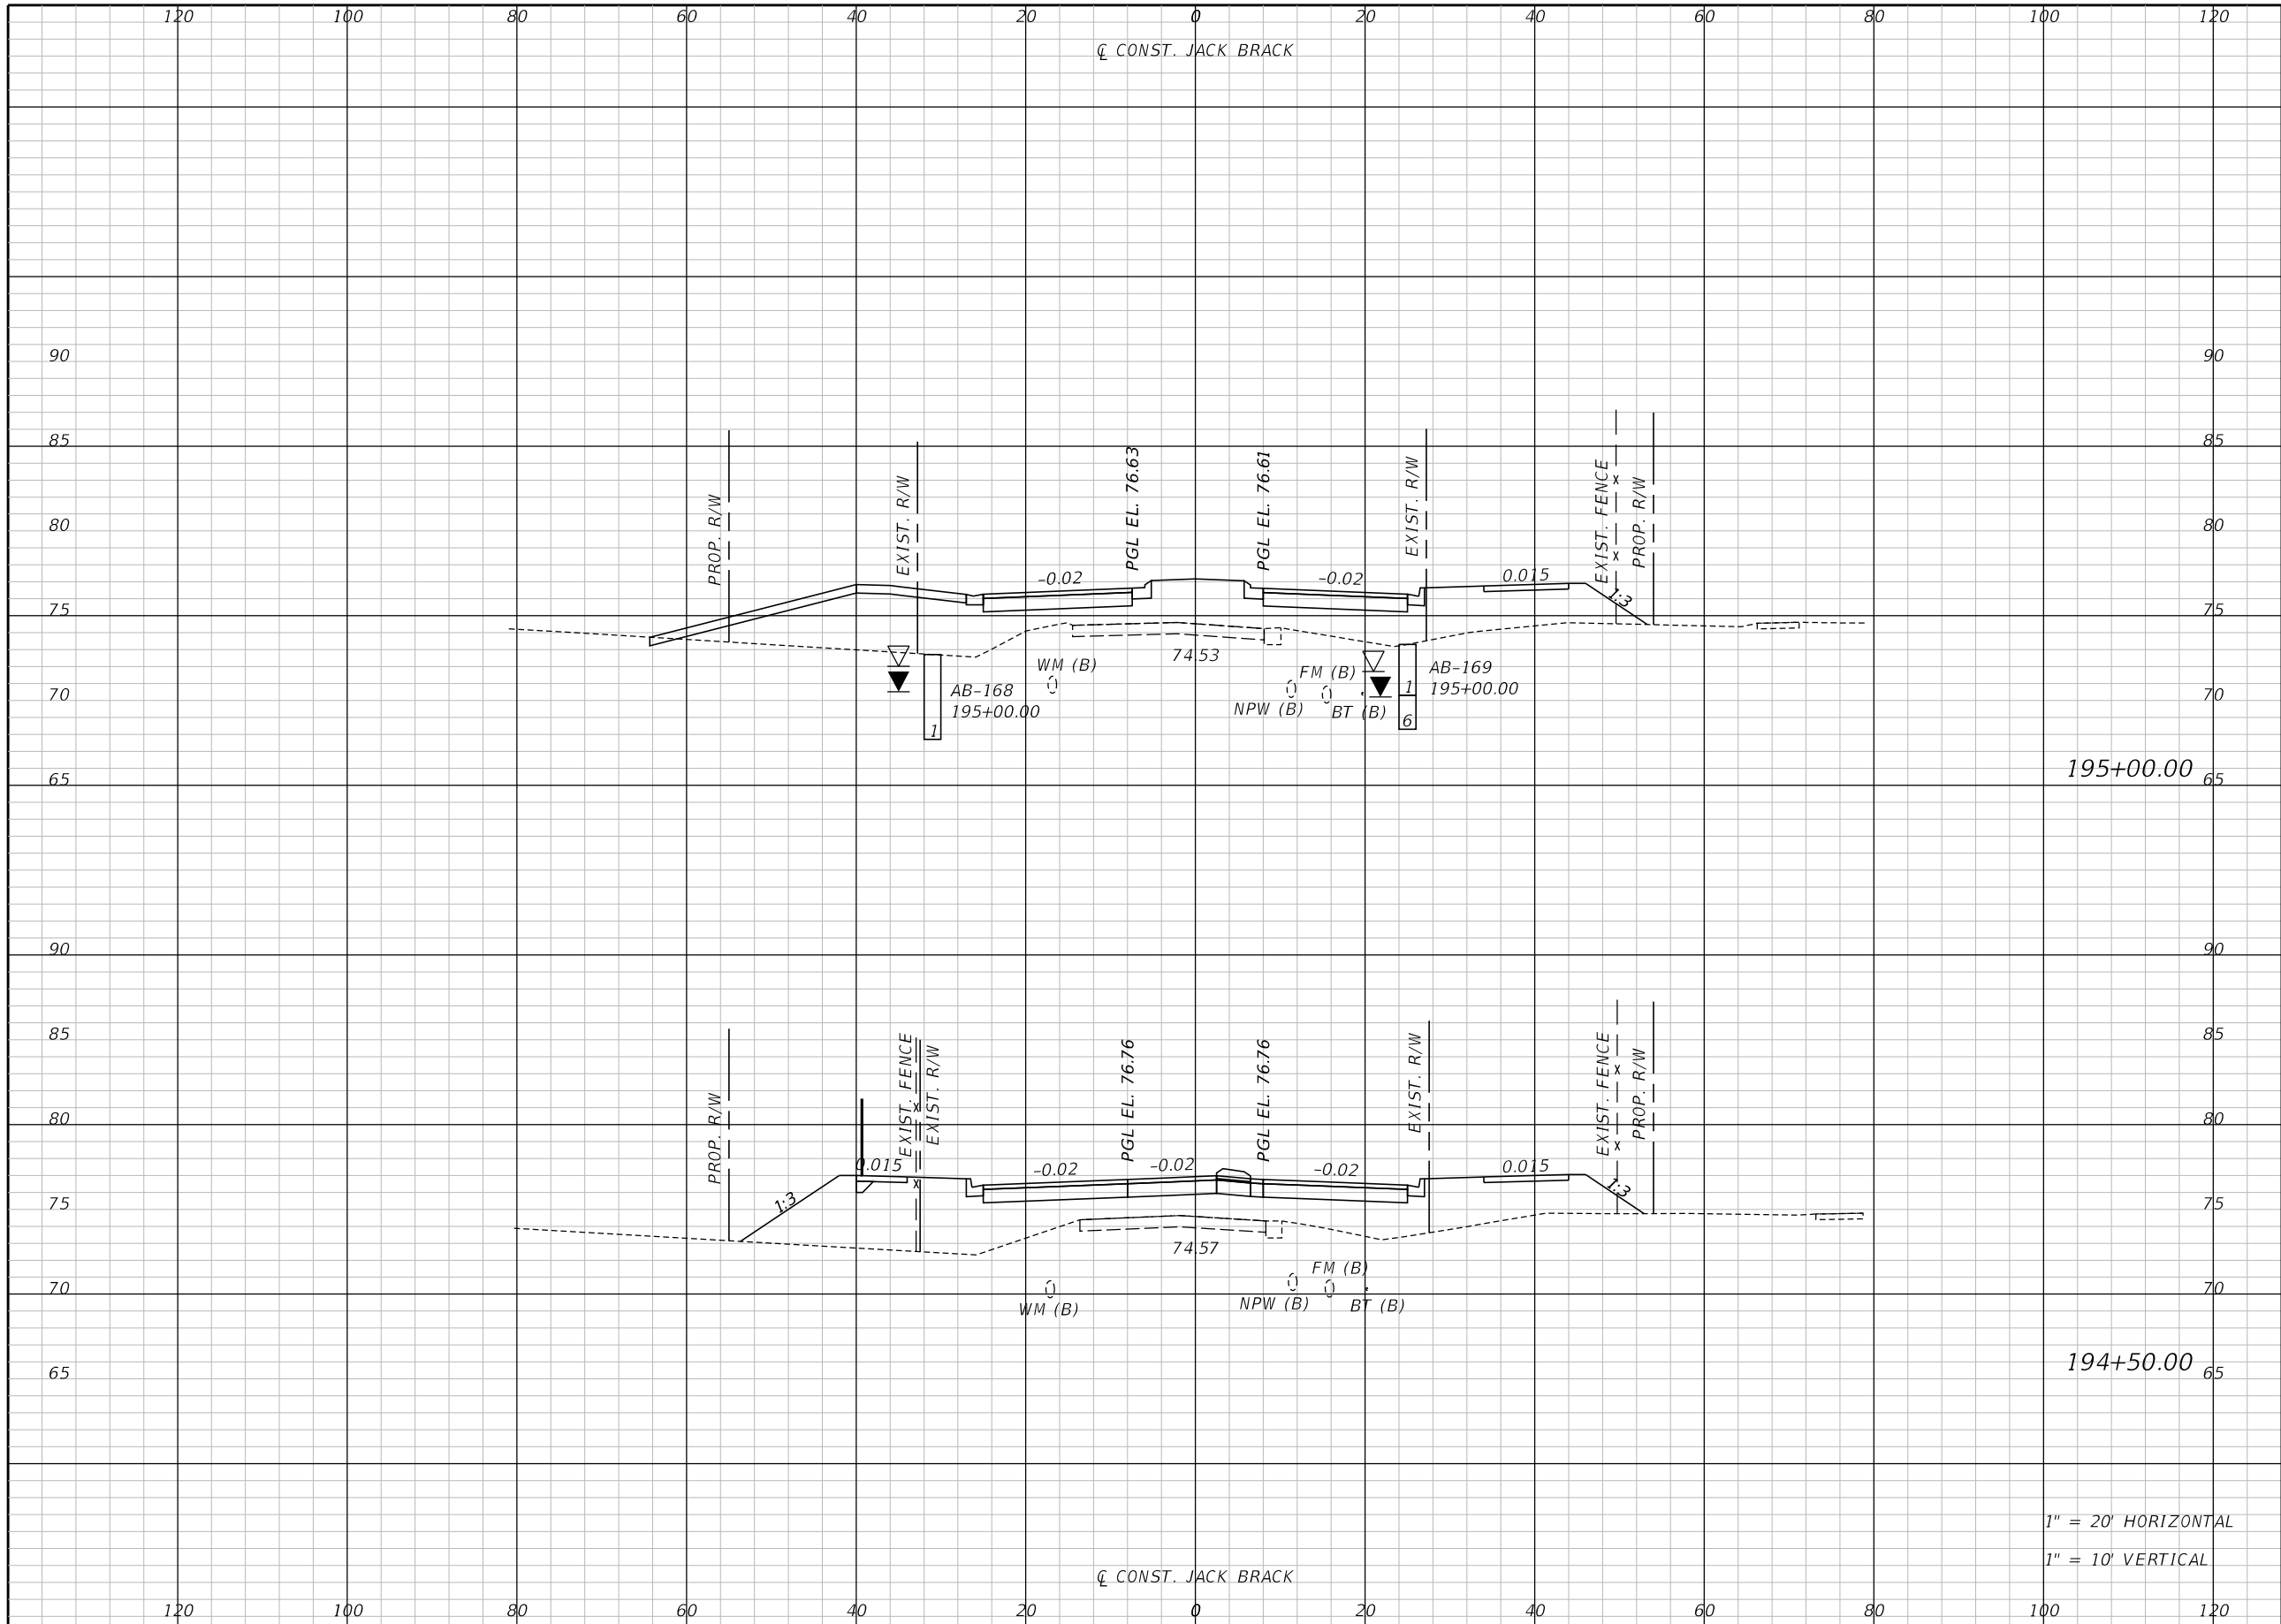 120 100 80 60 40 20 0 20 40 60 80 100 120
℄ CONST. JACK BRACK
90 90
85 85
80 80
75 75
70 70
65 65
PROP. R/W
EXIST. R/W
PGL EL. 76.63
PGL EL. 76.61
EXIST. R/W
EXIST. FENCE
PROP. R/W
-0.02
-0.02
0.015
1:3
74.53
WM (B)
FM (B)
NPW (B)
BT (B)
AB-168
195+00.00
1
AB-169
195+00.00
1
6
195+00.00
90 90
85 85
80 80
75 75
70 70
65 65
PROP. R/W
EXIST. FENCE
EXIST. R/W
PGL EL. 76.76
PGL EL. 76.76
EXIST. R/W
EXIST. FENCE
PROP. R/W
1:3
0.015
-0.02
-0.02
-0.02
0.015
1:3
74.57
WM (B)
FM (B)
NPW (B)
BT (B)
194+50.00
1" = 20' HORIZONTAL
1" = 10' VERTICAL
℄ CONST. JACK BRACK
120 100 80 60 40 20 0 20 40 60 80 100 120